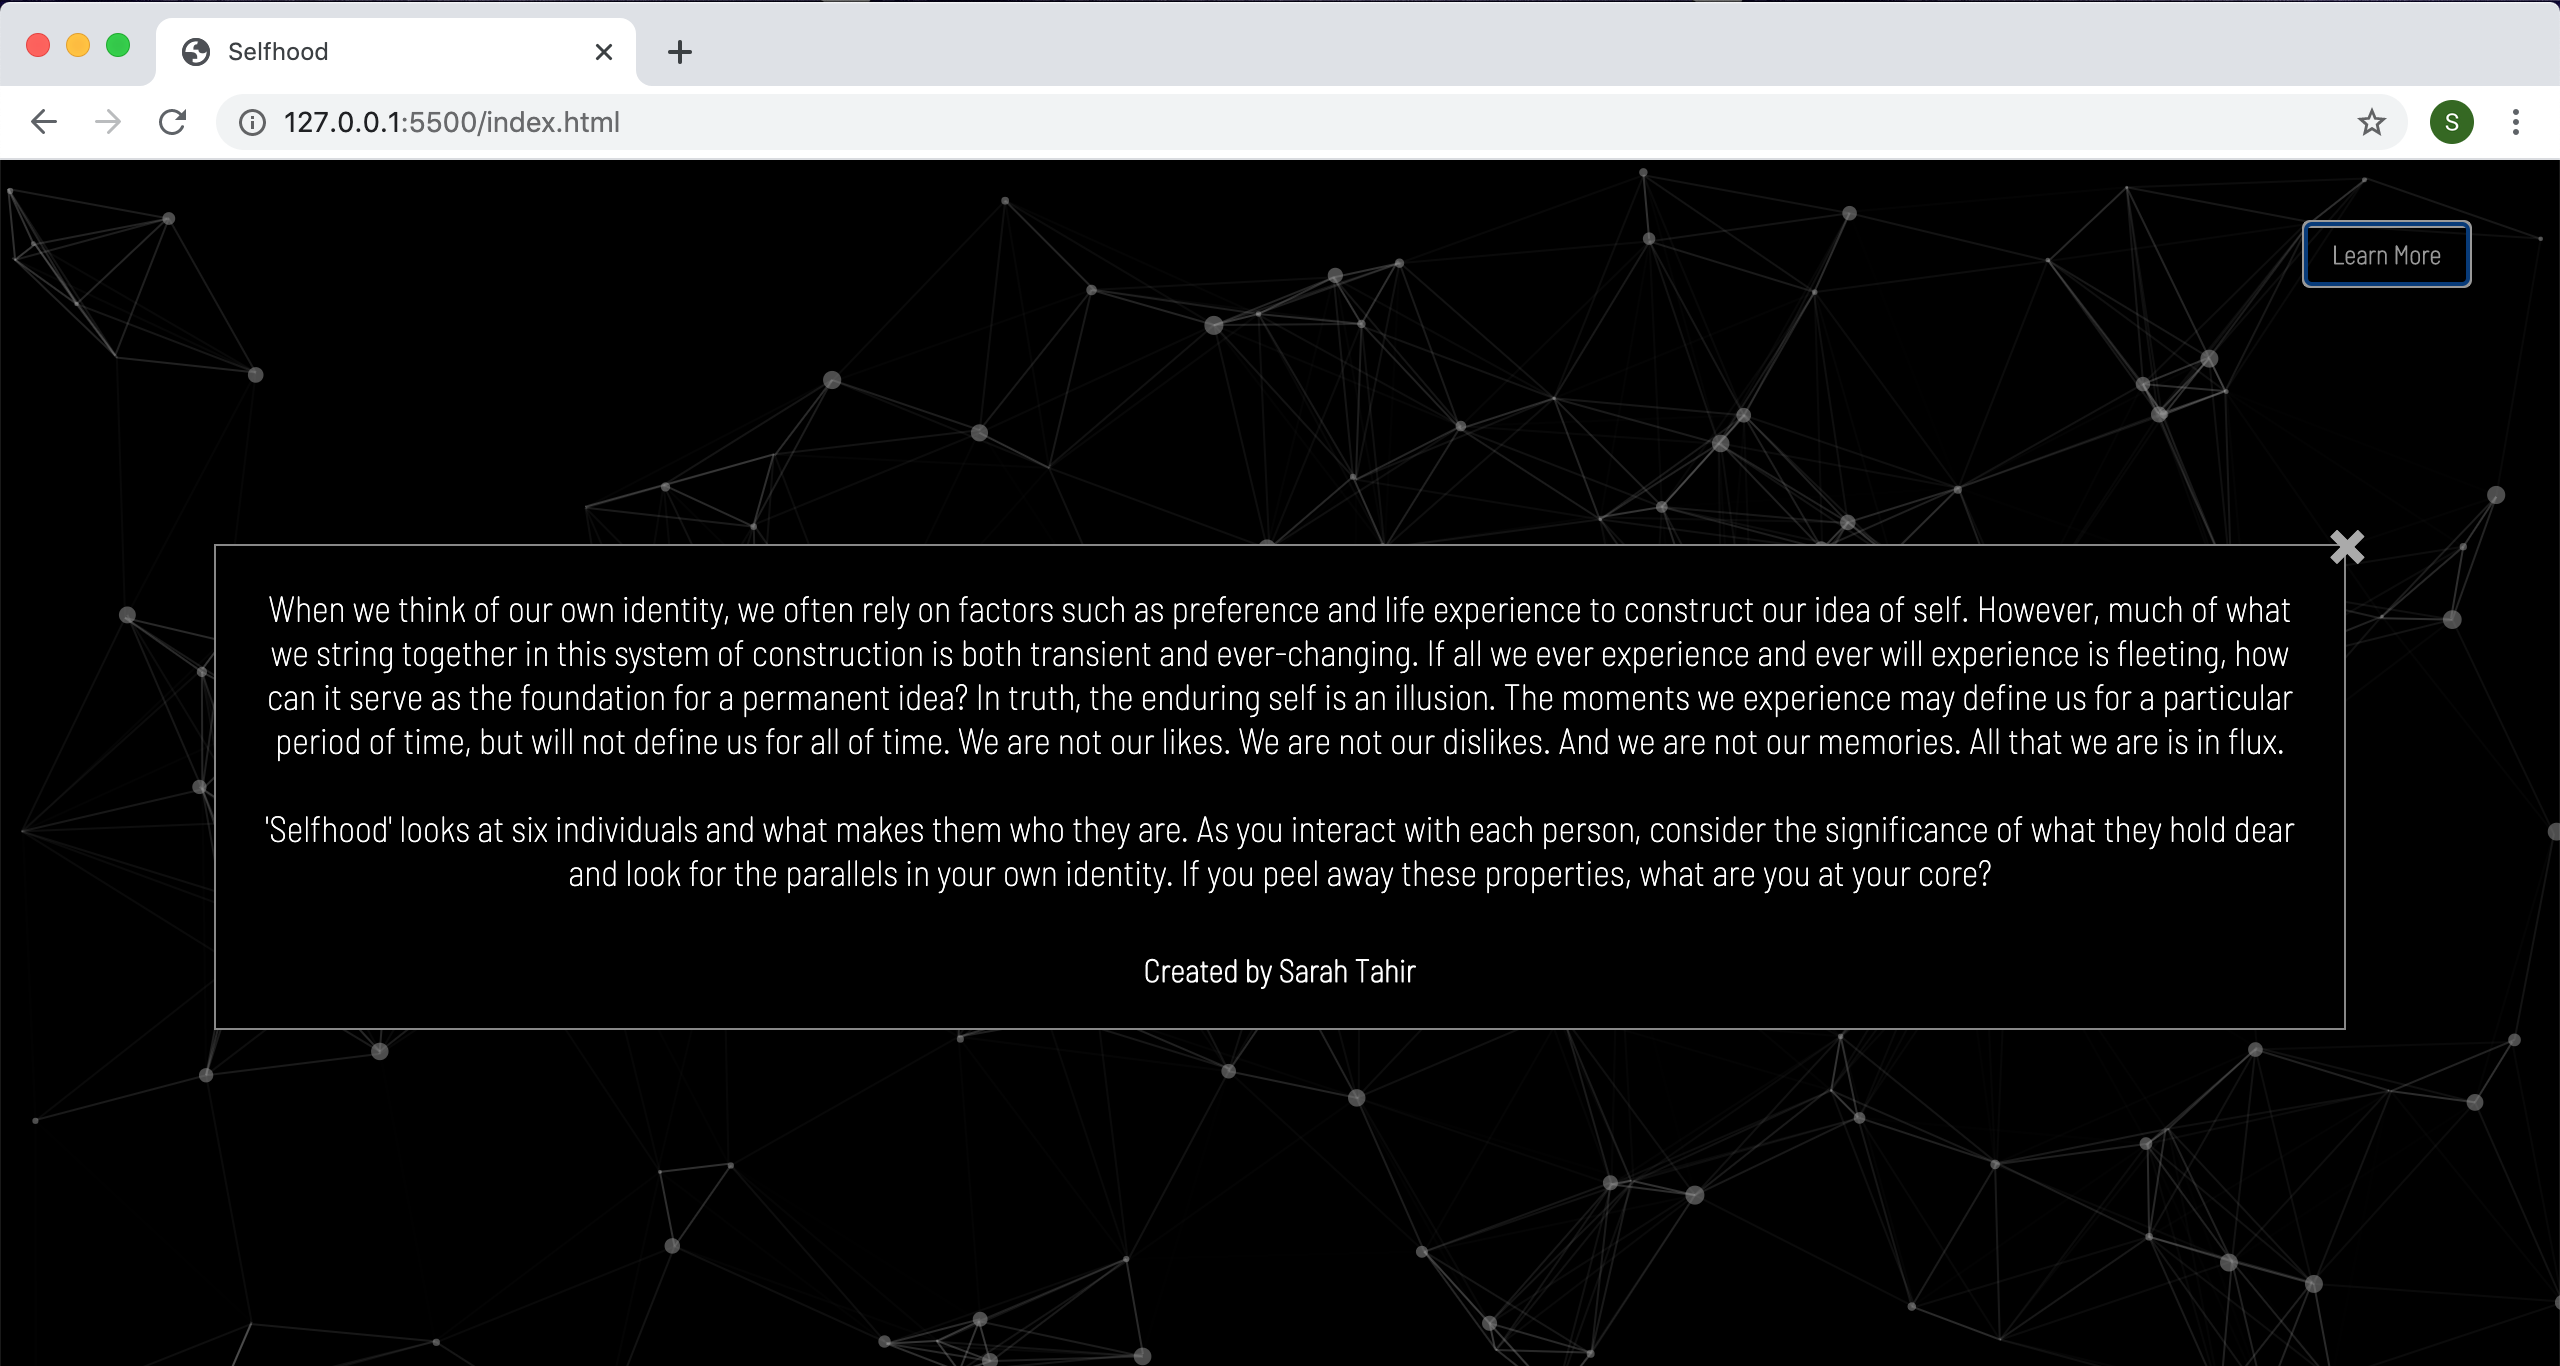 Selfhood
127.0.0.1:5500/index.html
S
Learn More
When we think of our own identity, we often rely on factors such as preference and life experience to construct our idea of self. However, much of what
we string together in this system of construction is both transient and ever-changing. If all we ever experience and ever will experience is fleeting, how
can it serve as the foundation for a permanent idea? In truth, the enduring self is an illusion. The moments we experience may define us for a particular
period of time, but will not define us for all of time. We are not our likes. We are not our dislikes. And we are not our memories. All that we are is in flux.
'Selfhood' looks at six individuals and what makes them who they are. As you interact with each person, consider the significance of what they hold dear
and look for the parallels in your own identity. If you peel away these properties, what are you at your core?
Created by Sarah Tahir